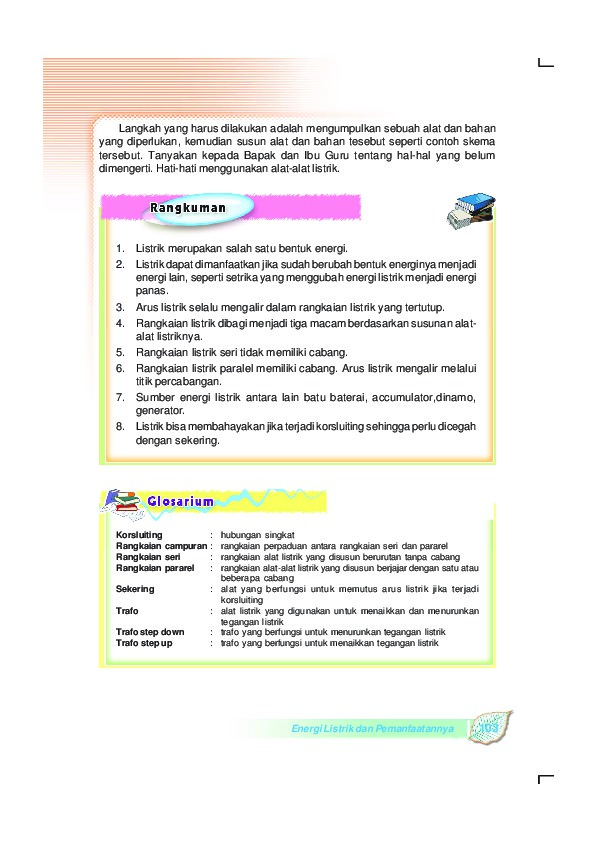 Langkah yang harus dilakukan adalah mengumpulkan sebuah alat dan bahan
yang diperlukan, kemudian susun alat dan bahan tesebut seperti contoh skema
tersebut. Tanyakan kepada Bapak dan Ibu Guru tentang hal-hal yang belum
dimengerti. Hati-hati menggunakan alat-alat listrik.
Rangkuman
1. Listrik merupakan salah satu bentuk energi.
2. Listrik dapat dimanfaatkan jika sudah berubah bentuk energinya menjadi
energi lain, seperti setrika yang menggubah energi listrik menjadi energi
panas.
3. Arus listrik selalu mengalir dalam rangkaian listrik yang tertutup.
4. Rangkaian listrik dibagi menjadi tiga macam berdasarkan susunan alat-
alat listriknya.
5. Rangkaian listrik seri tidak memiliki cabang.
6. Rangkaian listrik paralel memiliki cabang. Arus listrik mengalir melalui
titik percabangan.
7. Sumber energi listrik antara lain batu baterai, accumulator,dinamo,
generator.
8. Listrik bisa membahayakan jika terjadi korsluiting sehingga perlu dicegah
dengan sekering.
Glosarium
Korsluiting : hubungan singkat
Rangkaian campuran : rangkaian perpaduan antara rangkaian seri dan pararel
Rangkaian seri : rangkaian alat listrik yang disusun berurutan tanpa cabang
Rangkaian pararel : rangkaian alat-alat listrik yang disusun berjajar dengan satu atau
beberapa cabang
Sekering : alat yang berfungsi untuk memutus arus listrik jika terjadi
korsluiting
Trafo : alat listrik yang digunakan untuk menaikkan dan menurunkan
tegangan listrik
Trafo step down : trafo yang berfungsi untuk menurunkan tegangan listrik
Trafo step up : trafo yang berfungsi untuk menaikkan tegangan listrik
Energi Listrik dan Pemanfaatannya 103